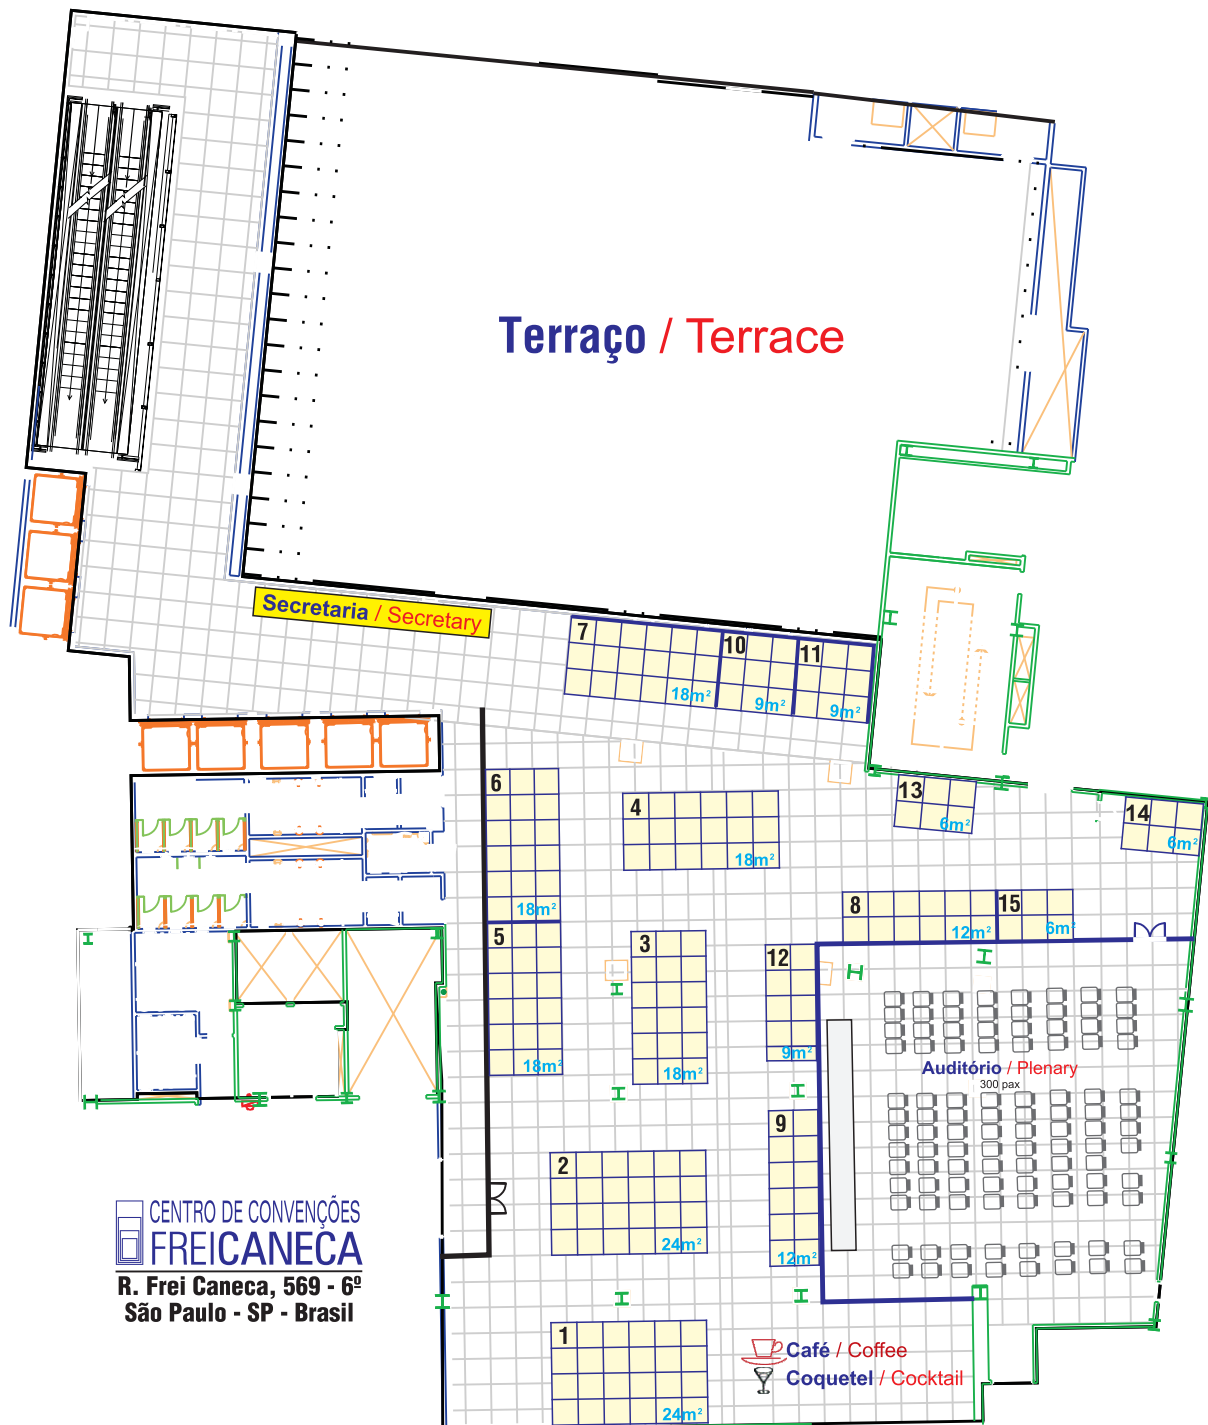 Terraço / Terrace
Secretaria / Secretary
7
18m²
10
9m²
11
9m²
6
18m²
4
18m²
13
6m²
14
6m²
8
12m²
15
6m²
5
18m²
3
18m²
12
9m²
Auditório / Plenary
300 pax
9
12m²
2
24m²
CENTRO DE CONVENÇÕES
FREICANECA
R. Frei Caneca, 569 - 6º
São Paulo - SP - Brasil
1
24m²
Café / Coffee
Coquetel / Cocktail